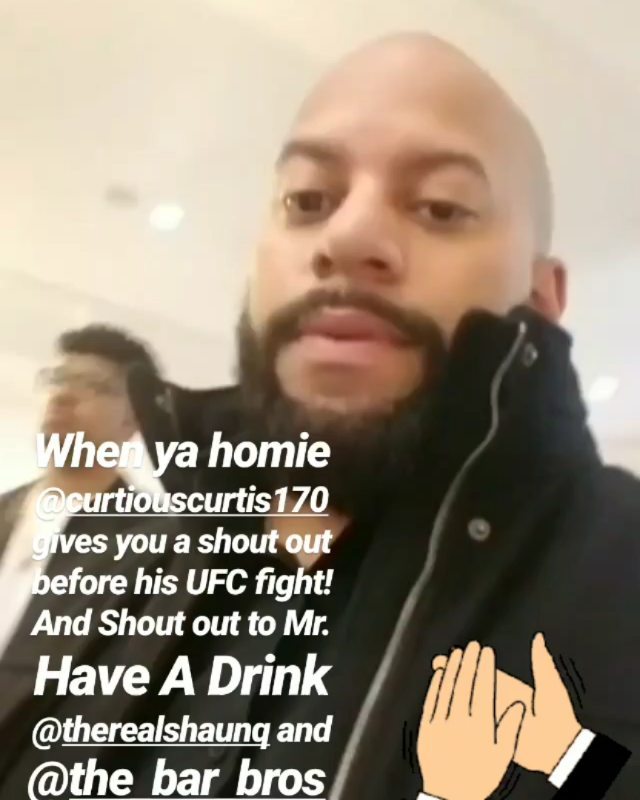 When ya homie
@curtiouscurtis170
gives you a shout out
before his UFC fight!
And Shout out to Mr.
Have A Drink
@therealshaunq and
@the_bar_bros